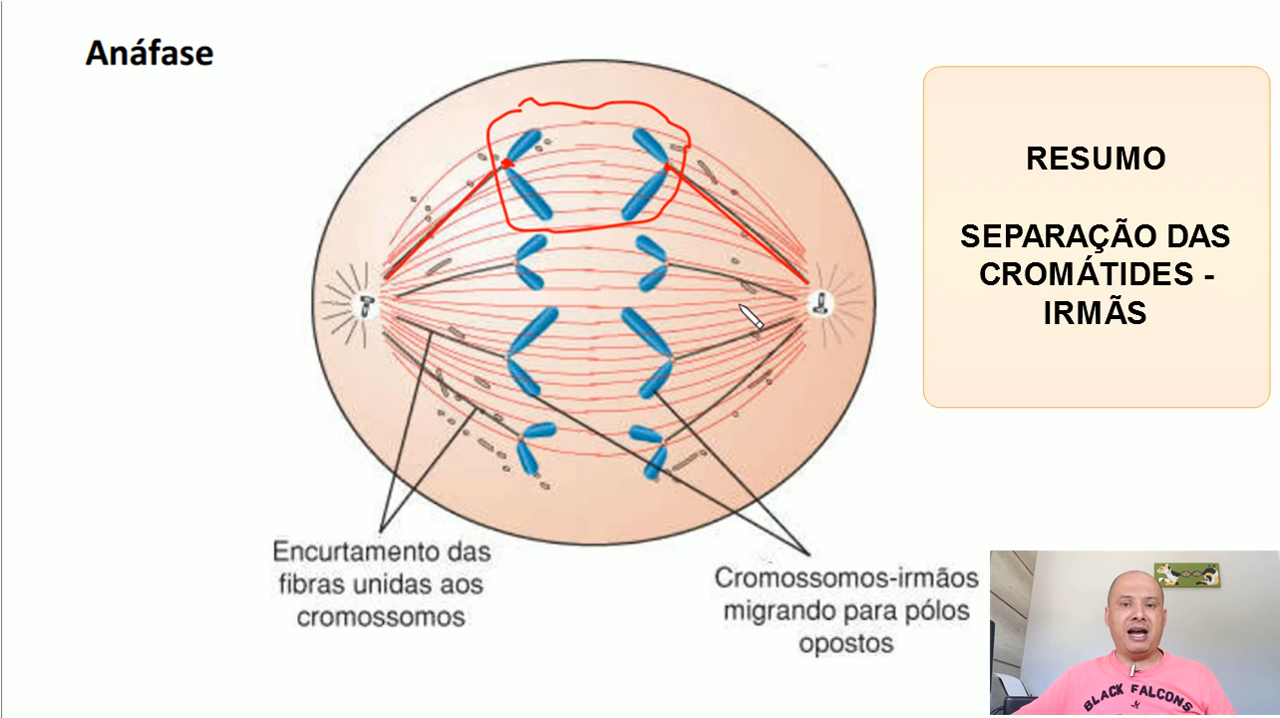 Anáfase
RESUMO
SEPARAÇÃO DAS
CROMÁTIDES -
IRMÃS
Encurtamento das
fibras unidas aos
cromossomos
Cromossomos-irmãos
migrando para pólos
opostos
BLACK FALCONS